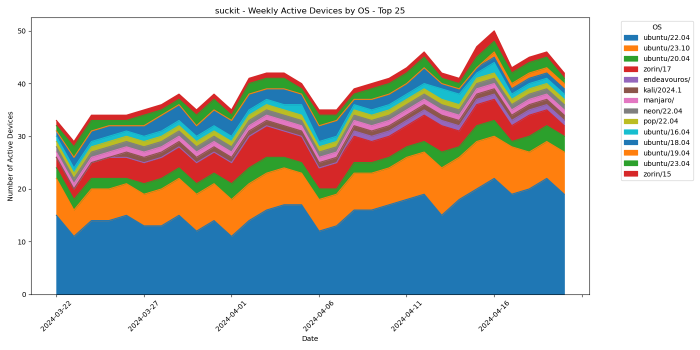 suckit - Weekly Active Devices by OS - Top 25
50
40
30
20
10
0
Number of Active Devices
2024-03-22
2024-03-27
2024-04-01
2024-04-06
2024-04-11
2024-04-16
Date
OS
ubuntu/22.04
ubuntu/23.10
ubuntu/20.04
zorin/17
endeavouros/
kali/2024.1
manjaro/
neon/22.04
pop/22.04
ubuntu/16.04
ubuntu/18.04
ubuntu/19.04
ubuntu/23.04
zorin/15